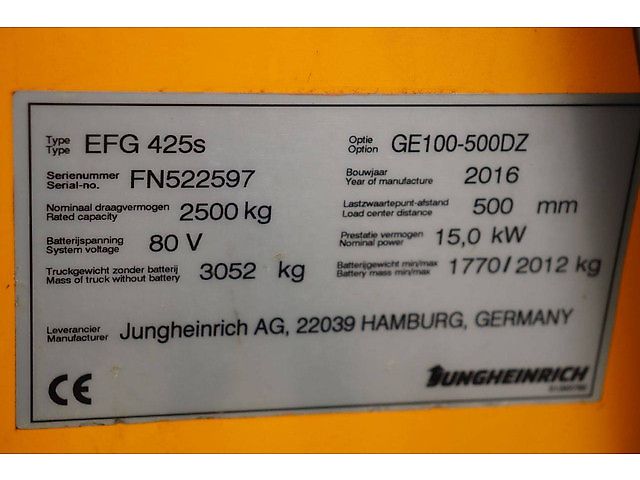 Type
Type EFG 425s
Optie
Option GE100-500DZ
Serienummer
Serial-no. FN522597
Bouwjaar
Year of manufacture 2016
Nominaal draagvermogen
Rated capacity 2500 kg
Lastzwaartepunt-afstand
Load center distance 500 mm
Batterijspanning
System voltage 80 V
Prestatie vermogen
Nominal power 15,0 kW
Truckgewicht zonder batterij
Mass of truck without battery 3052 kg
Batterijgewicht min/max
Battery mass min/max 1770/2012 kg
Leverancier
Manufacturer Jungheinrich AG, 22039 HAMBURG, GERMANY
CE
JUNGHEINRICH